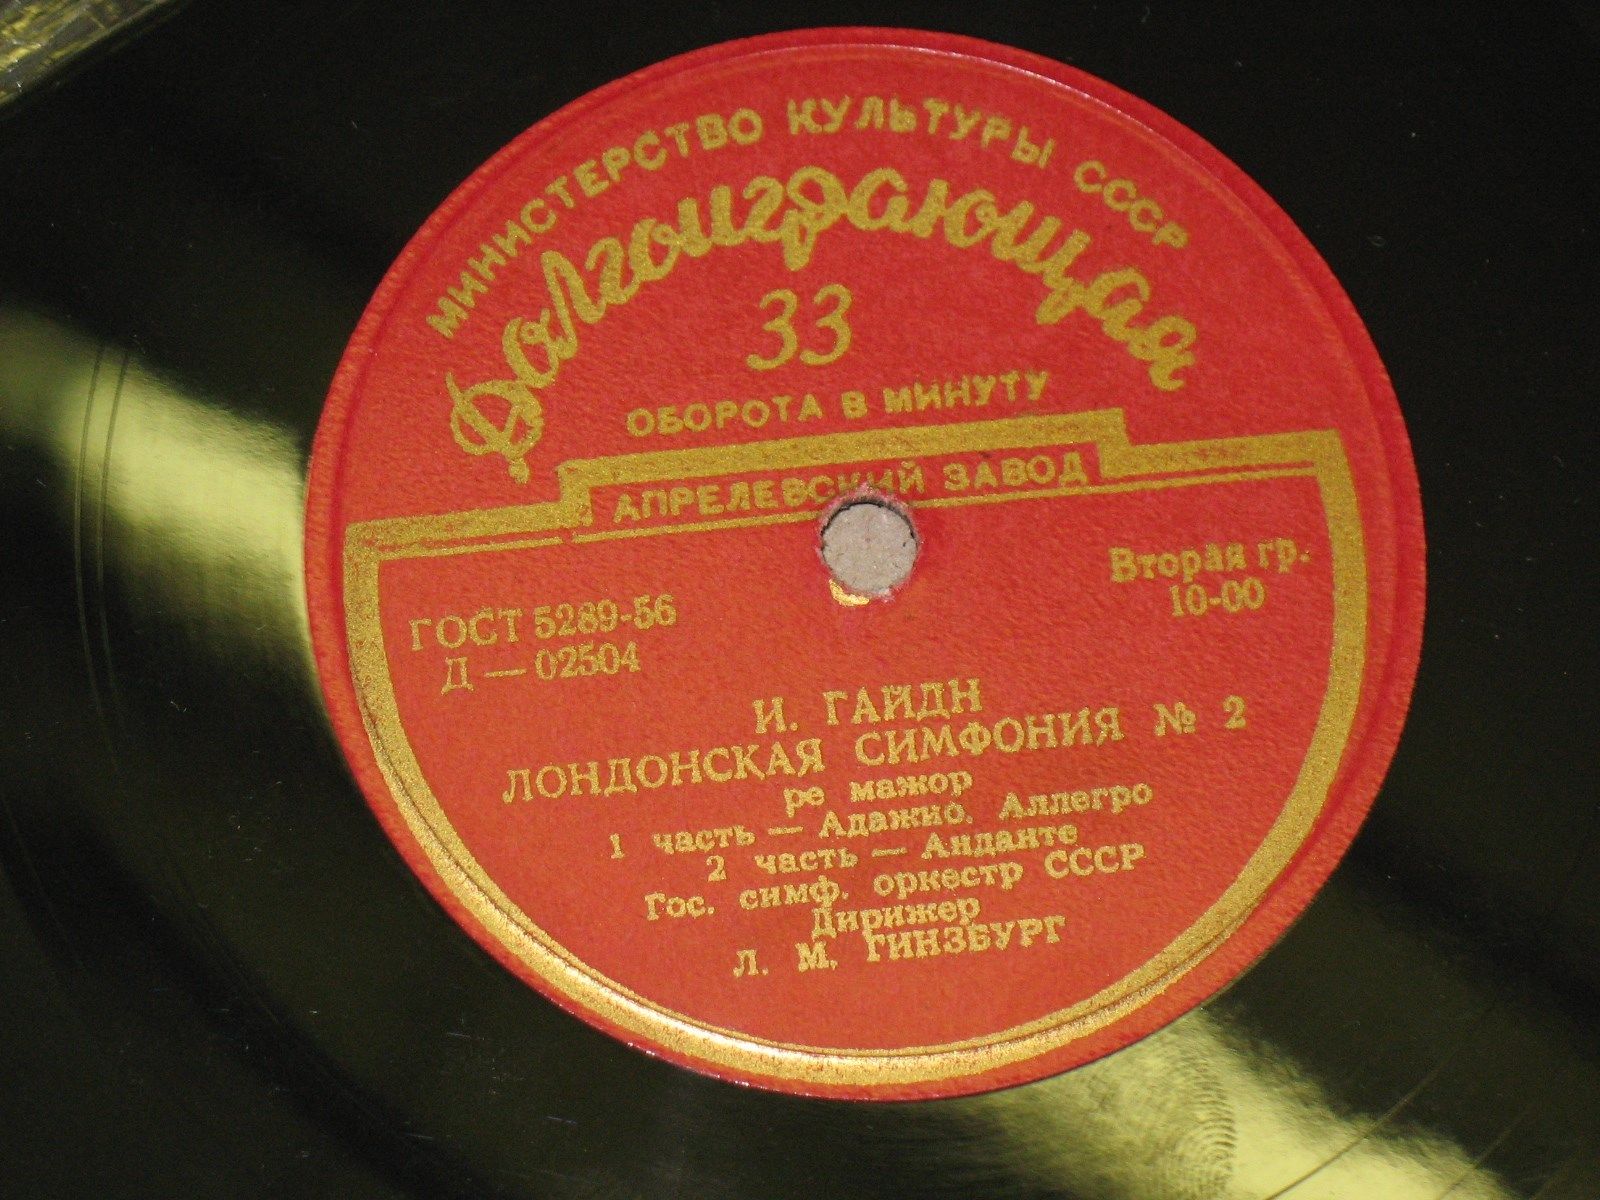 МИНИСТЕРСТВО КУЛЬТУРЫ СССР
Долгоиграющая
33
ОБОРОТА В МИНУТУ
АПРЕЛЕВСКИЙ ЗАВОД
Вторая гр.
10-00
ГОСТ 5289-56
Д — 02504
И. ГАЙДН
ЛОНДОНСКАЯ СИМФОНИЯ № 2
ре мажор
1 часть — Адажио. Аллегро
2 часть — Анданте
Гос. симф. оркестр СССР
Дирижер
Л. М. ГИНЗБУРГ